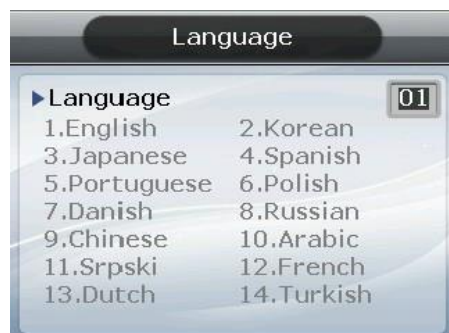 Language
Language 01
1.English 2.Korean
3.Japanese 4.Spanish
5.Portuguese 6.Polish
7.Danish 8.Russian
9.Chinese 10.Arabic
11.Srpski 12.French
13.Dutch 14.Turkish